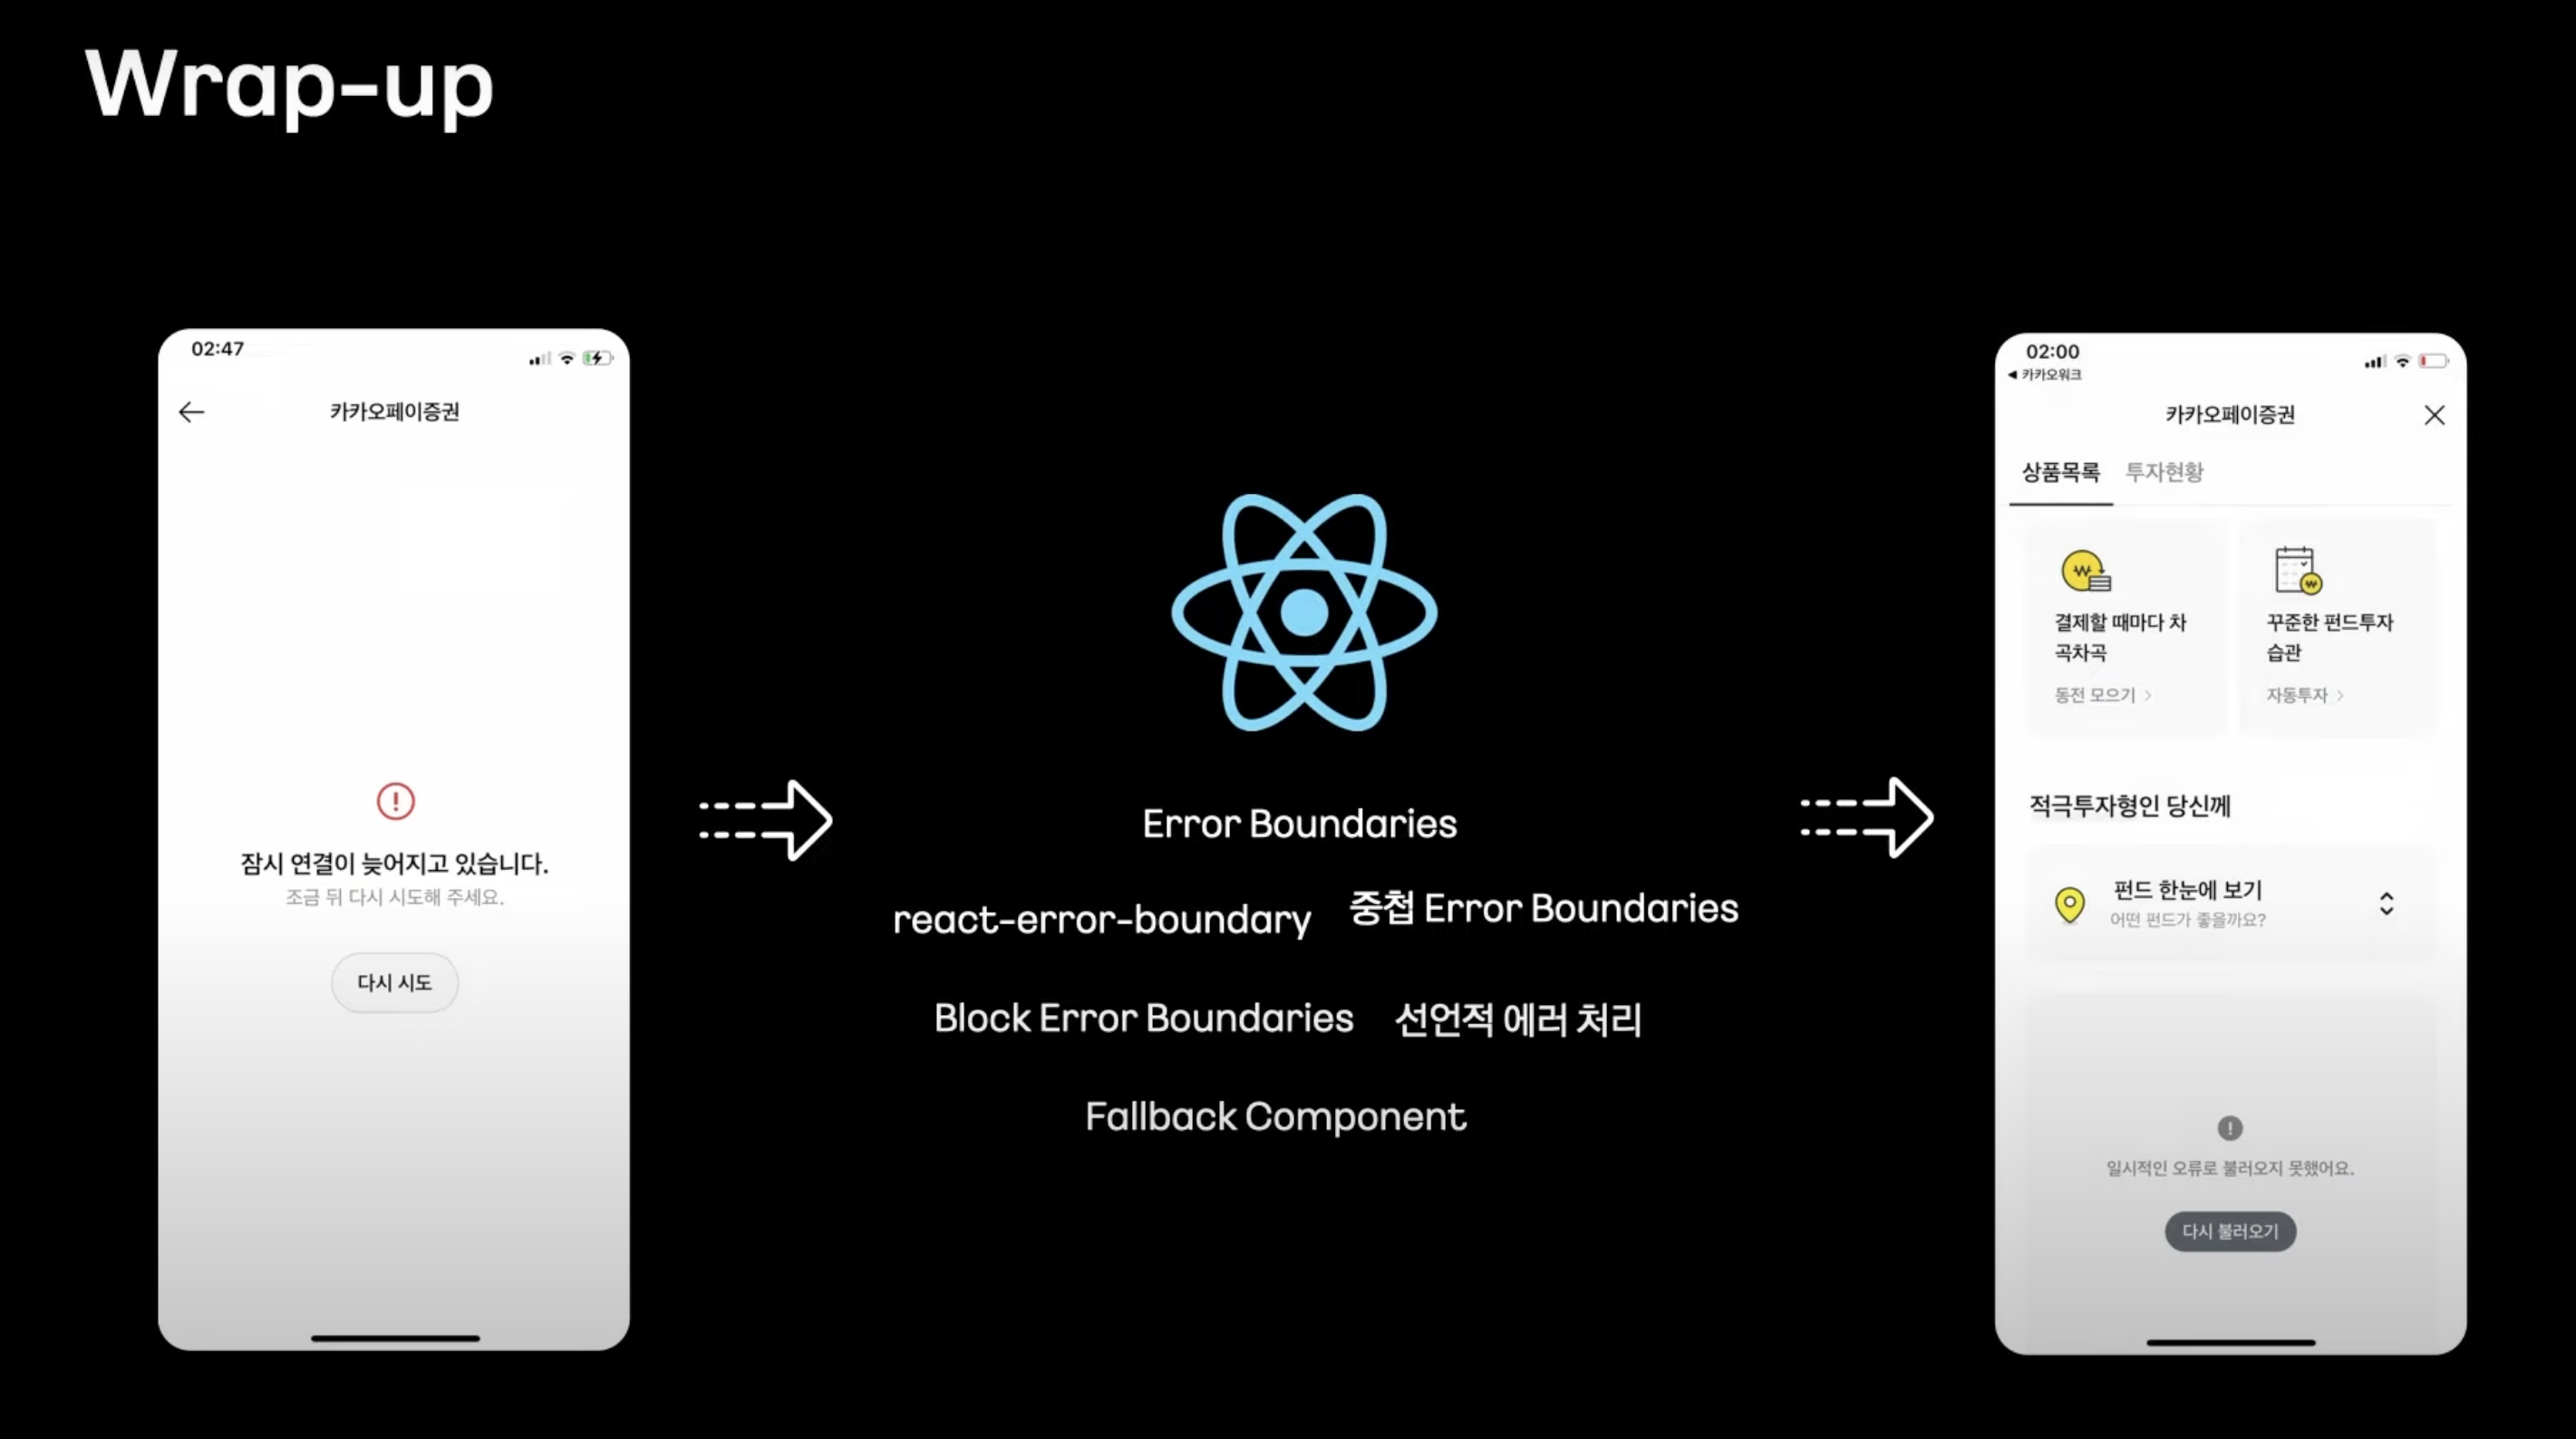 Wrap-up
02:47
카카오페이증권
잠시 연결이 늦어지고 있습니다.
조금 뒤 다시 시도해 주세요.
다시 시도
Error Boundaries
react-error-boundary
중첩 Error Boundaries
Block Error Boundaries
선언적 에러 처리
Fallback Component
02:00
◀ 카카오워크
카카오페이증권
상품목록 투자현황
결제할 때마다 차
곡차곡
동전 모으기 >
꾸준한 펀드투자
습관
자동투자 >
적극투자형인 당신께
펀드 한눈에 보기
어떤 펀드가 좋을까요?
일시적인 오류로 불러오지 못했어요.
다시 불러오기